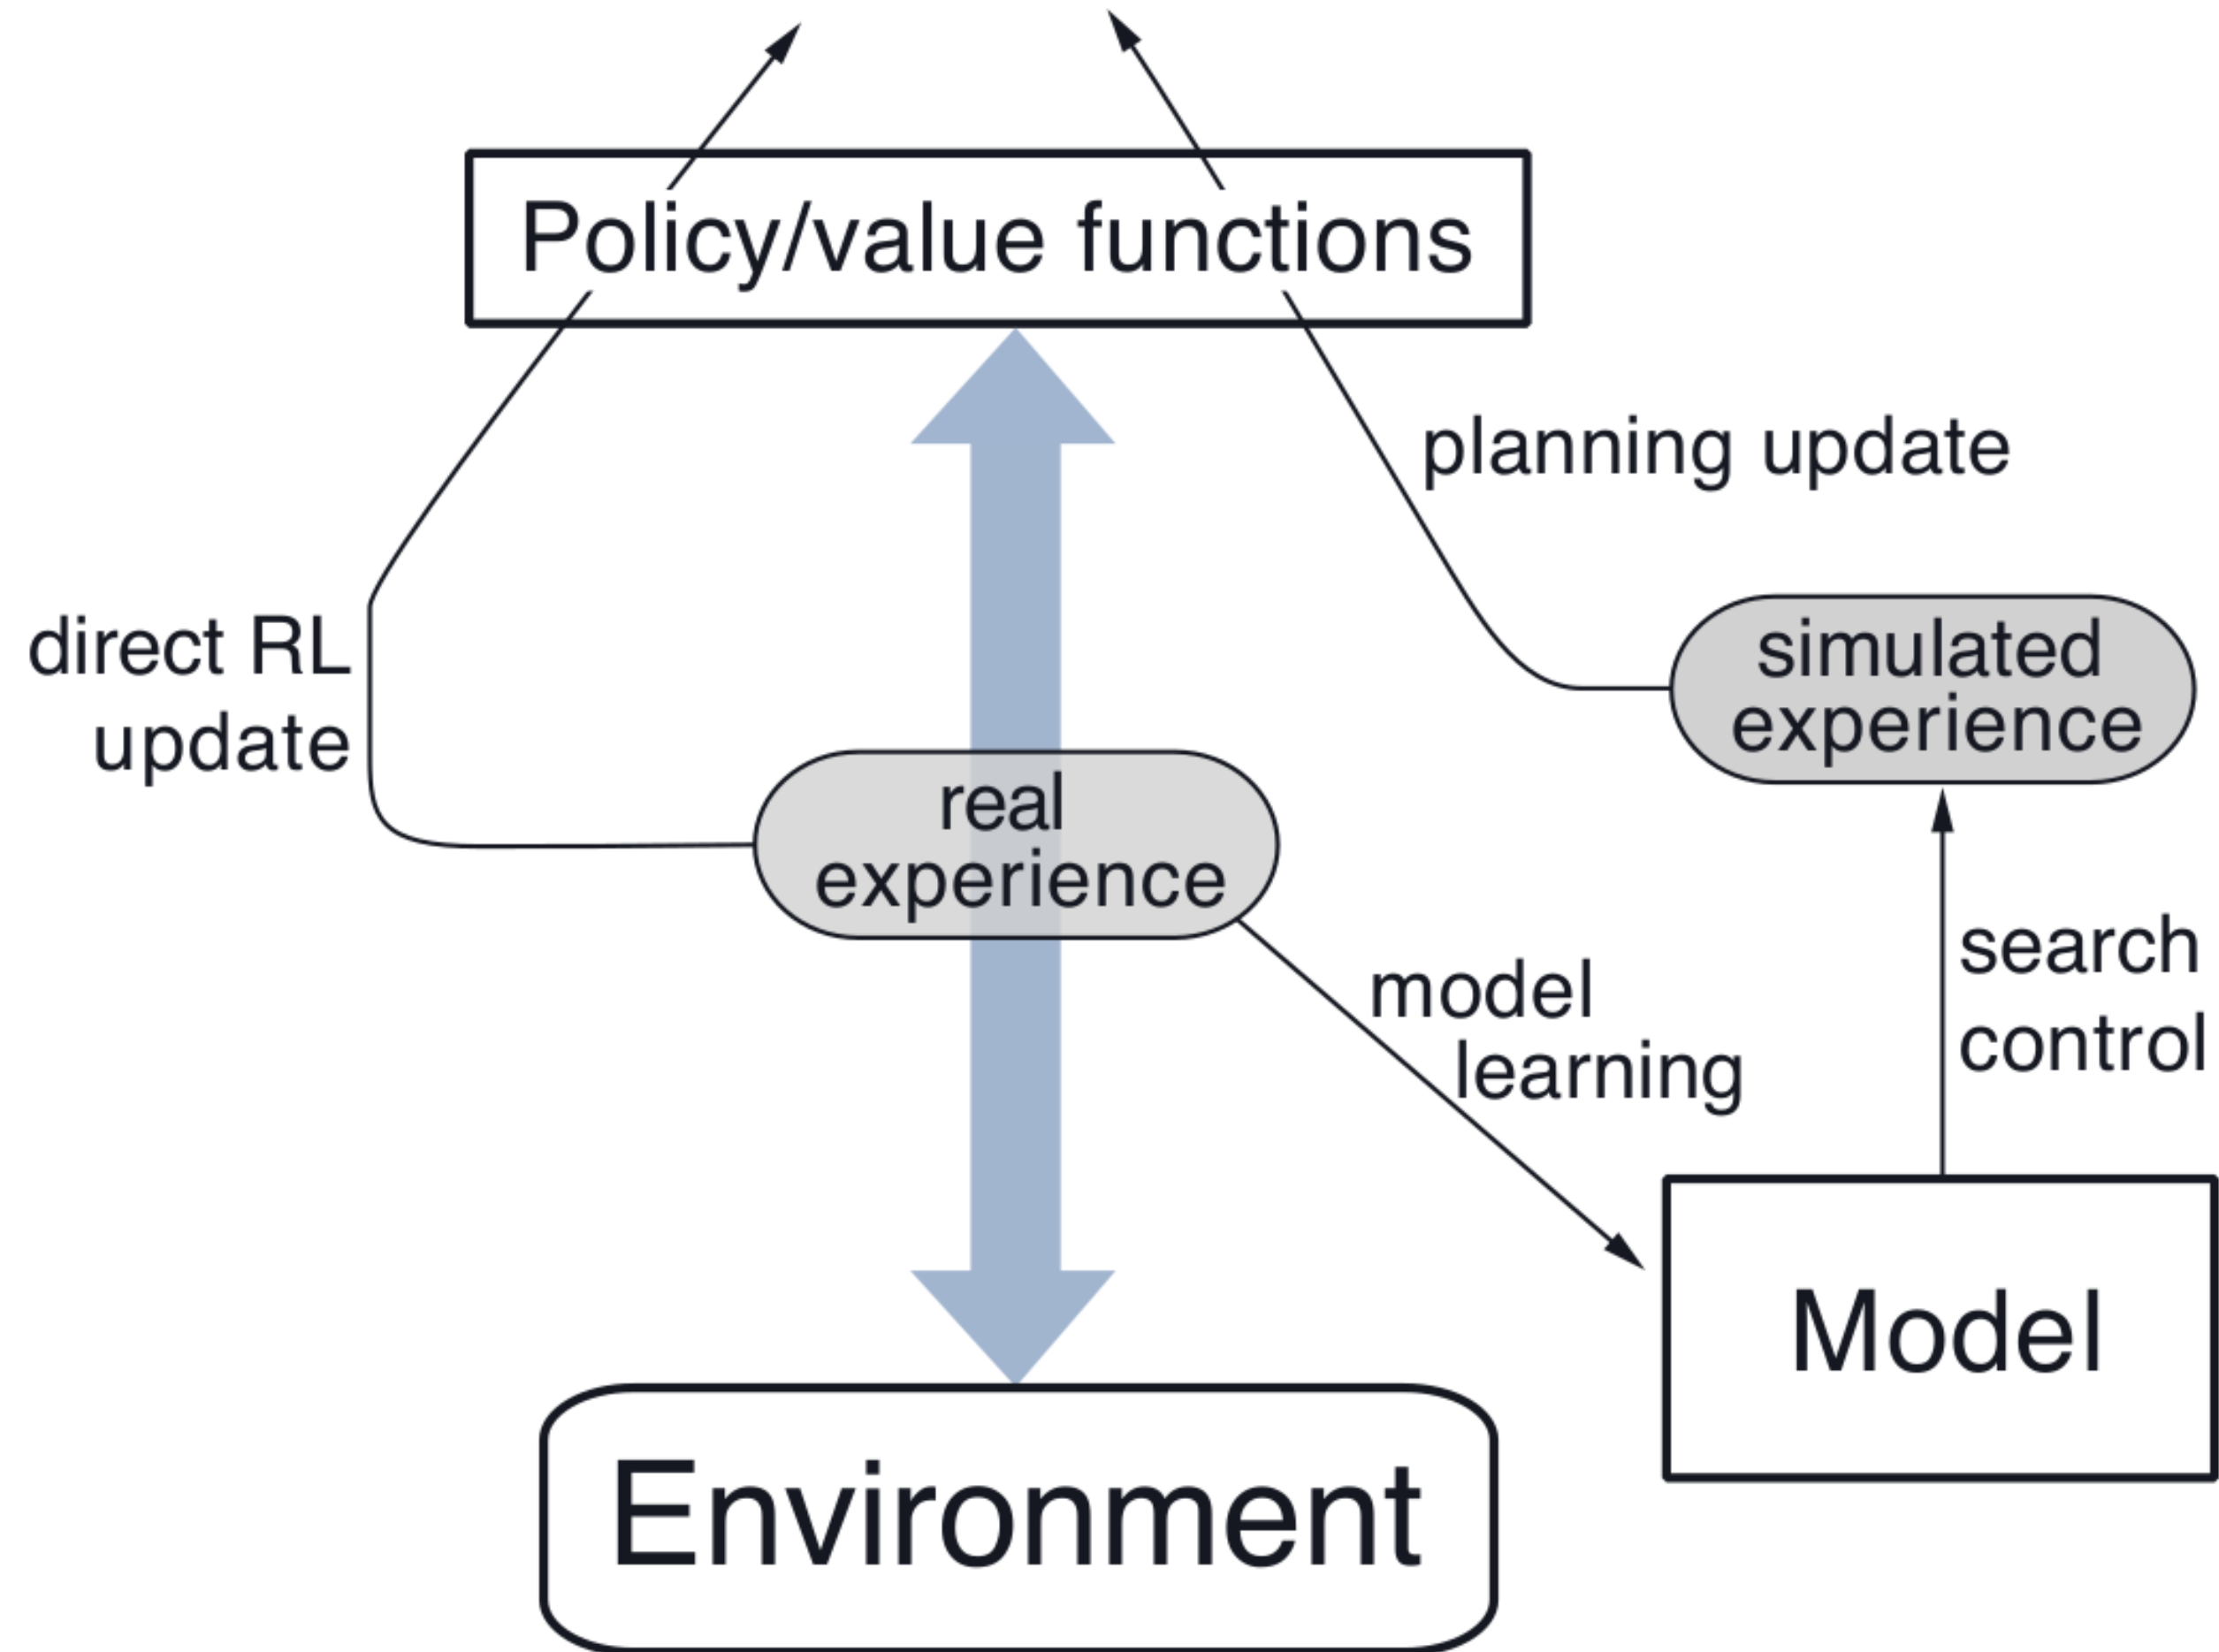 Policy/value functions
planning update
direct RL
update
simulated
experience
real
experience
model
learning
search
control
Model
Environment